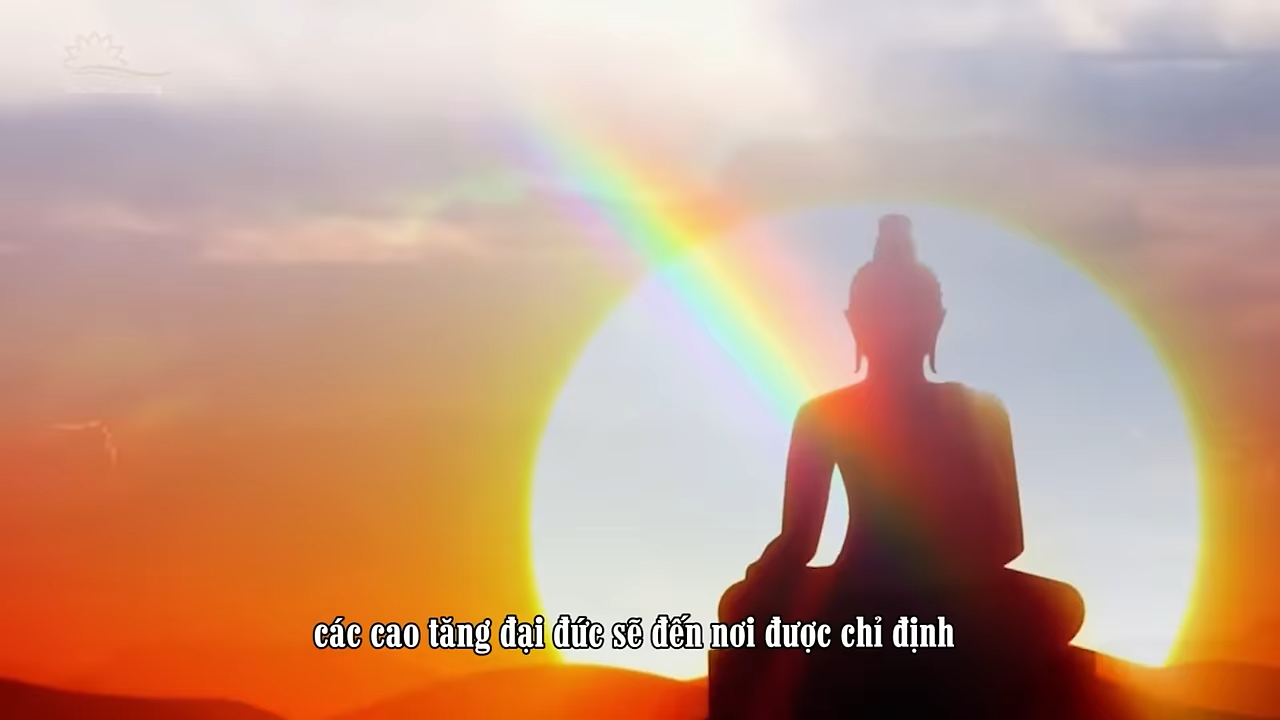 các cao tăng đại đức sẽ đến nơi được chỉ định